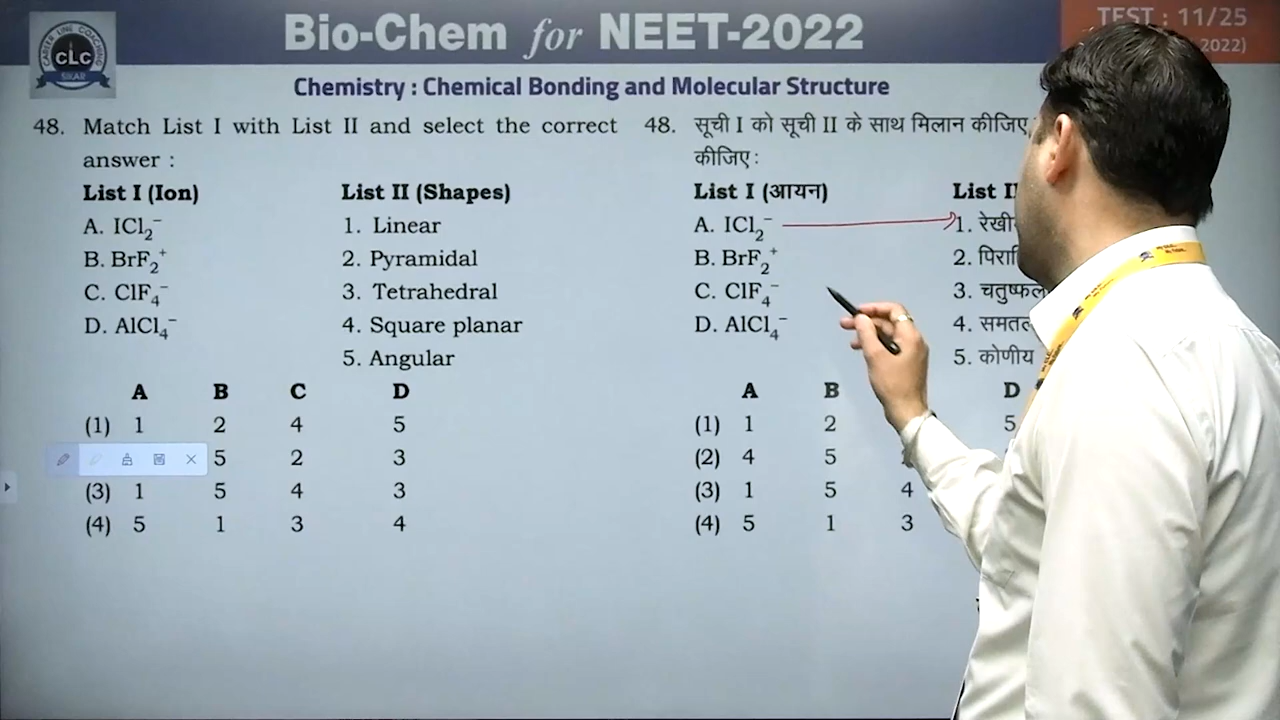 Bio-Chem for NEET-2022
TEST : 11/25
2022)
CAREER LINE COACHING
CLC
SIKAR
Chemistry : Chemical Bonding and Molecular Structure
48. Match List I with List II and select the correct
answer :
List I (Ion) List II (Shapes)
A. ICl₂⁻ 1. Linear
B. BrF₂⁺ 2. Pyramidal
C. ClF₄⁻ 3. Tetrahedral
D. AlCl₄⁻ 4. Square planar
5. Angular
A B C D
(1) 1 2 4 5
5 2 3
(3) 1 5 4 3
(4) 5 1 3 4
48. सूची I को सूची II के साथ मिलान कीजिए
कीजिए :
List I (आयन) List II
A. ICl₂⁻ 1.
B. BrF₂⁺ 2.
C. ClF₄⁻ 3.
D. AlCl₄⁻ 4.
5. कोणीय
A B D
(1) 1 2 5
(2) 4 5
(3) 1 5 4
(4) 5 1 3